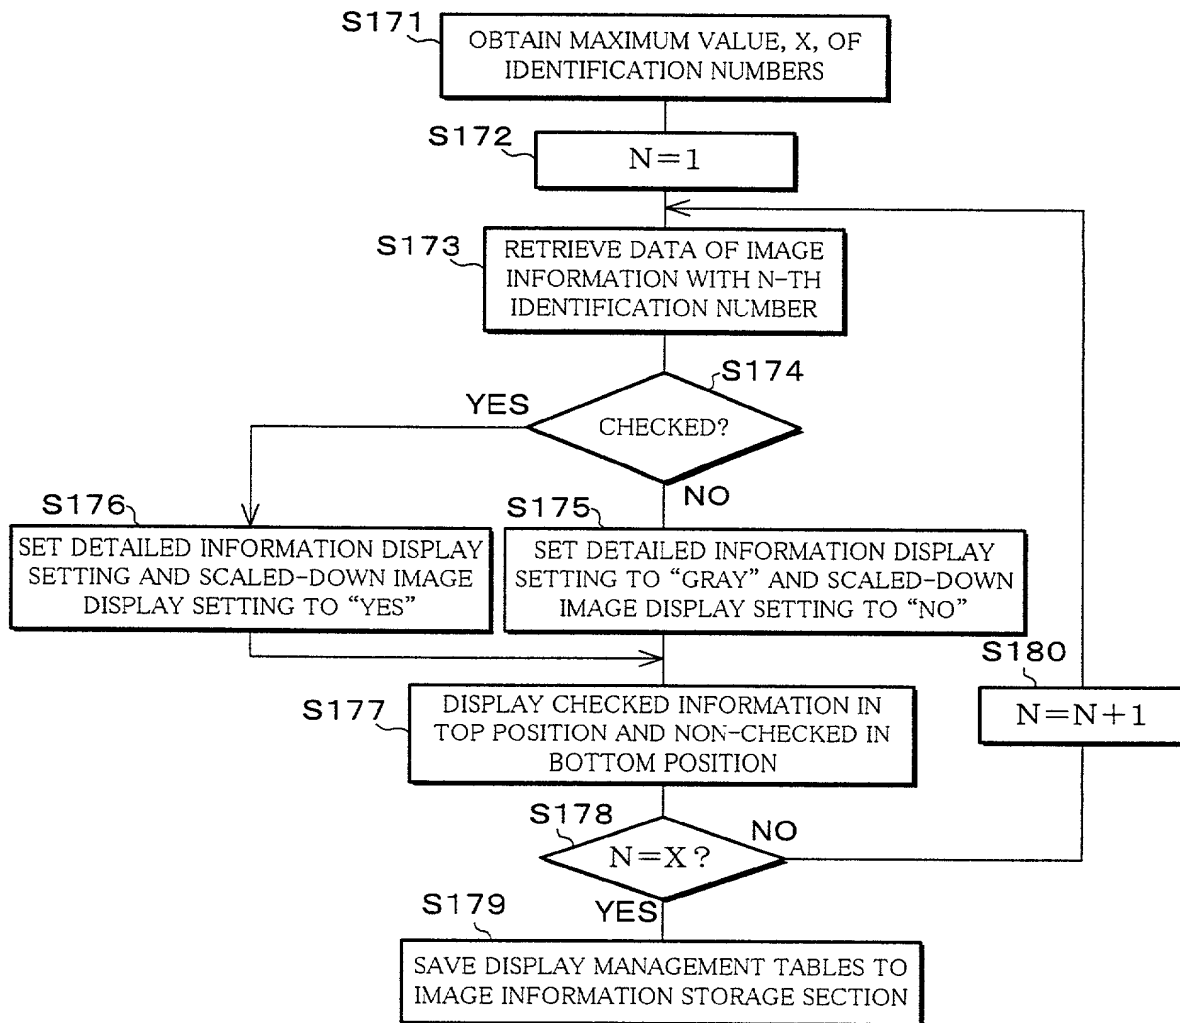 S171
OBTAIN MAXIMUM VALUE, X, OF
IDENTIFICATION NUMBERS
S172
N=1
S173
RETRIEVE DATA OF IMAGE
INFORMATION WITH N-TH
IDENTIFICATION NUMBER
S174
YES
CHECKED?
NO
S176
SET DETAILED INFORMATION DISPLAY
SETTING AND SCALED-DOWN IMAGE
DISPLAY SETTING TO “YES”
S175
SET DETAILED INFORMATION DISPLAY
SETTING TO “GRAY” AND SCALED-DOWN
IMAGE DISPLAY SETTING TO “NO”
S180
N=N+1
S177
DISPLAY CHECKED INFORMATION IN
TOP POSITION AND NON-CHECKED IN
BOTTOM POSITION
S178
N=X?
NO
YES
S179
SAVE DISPLAY MANAGEMENT TABLES TO
IMAGE INFORMATION STORAGE SECTION